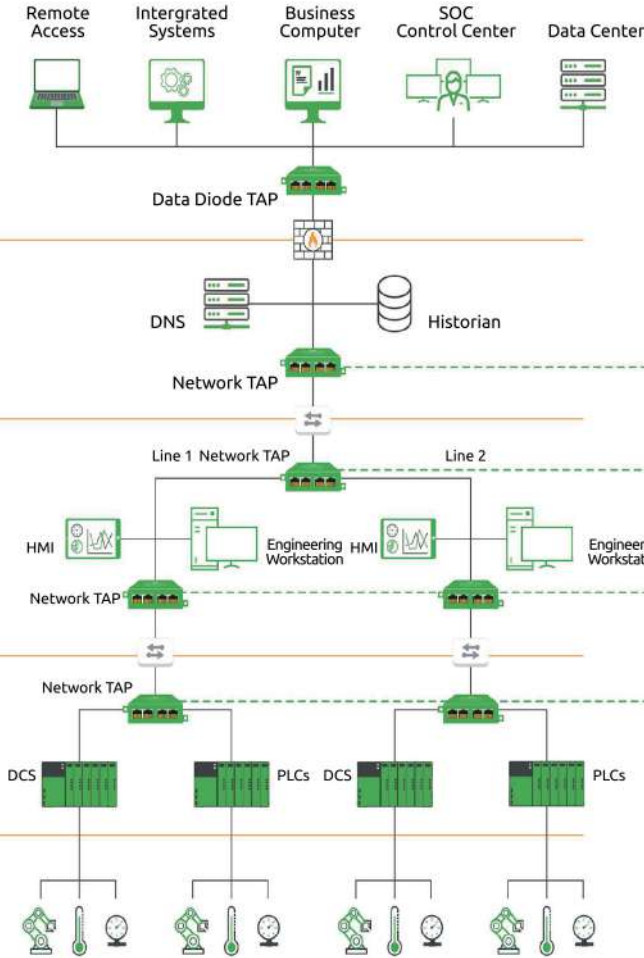 Remote
Access
Intergrated
Systems
Business
Computer
SOC
Control Center
Data Center
Data Diode TAP
DNS
Historian
Network TAP
Line 1 Network TAP
Line 2
HMI
Engineering
Workstation
HMI
Network TAP
Network TAP
DCS
PLCs
DCS
PLCs